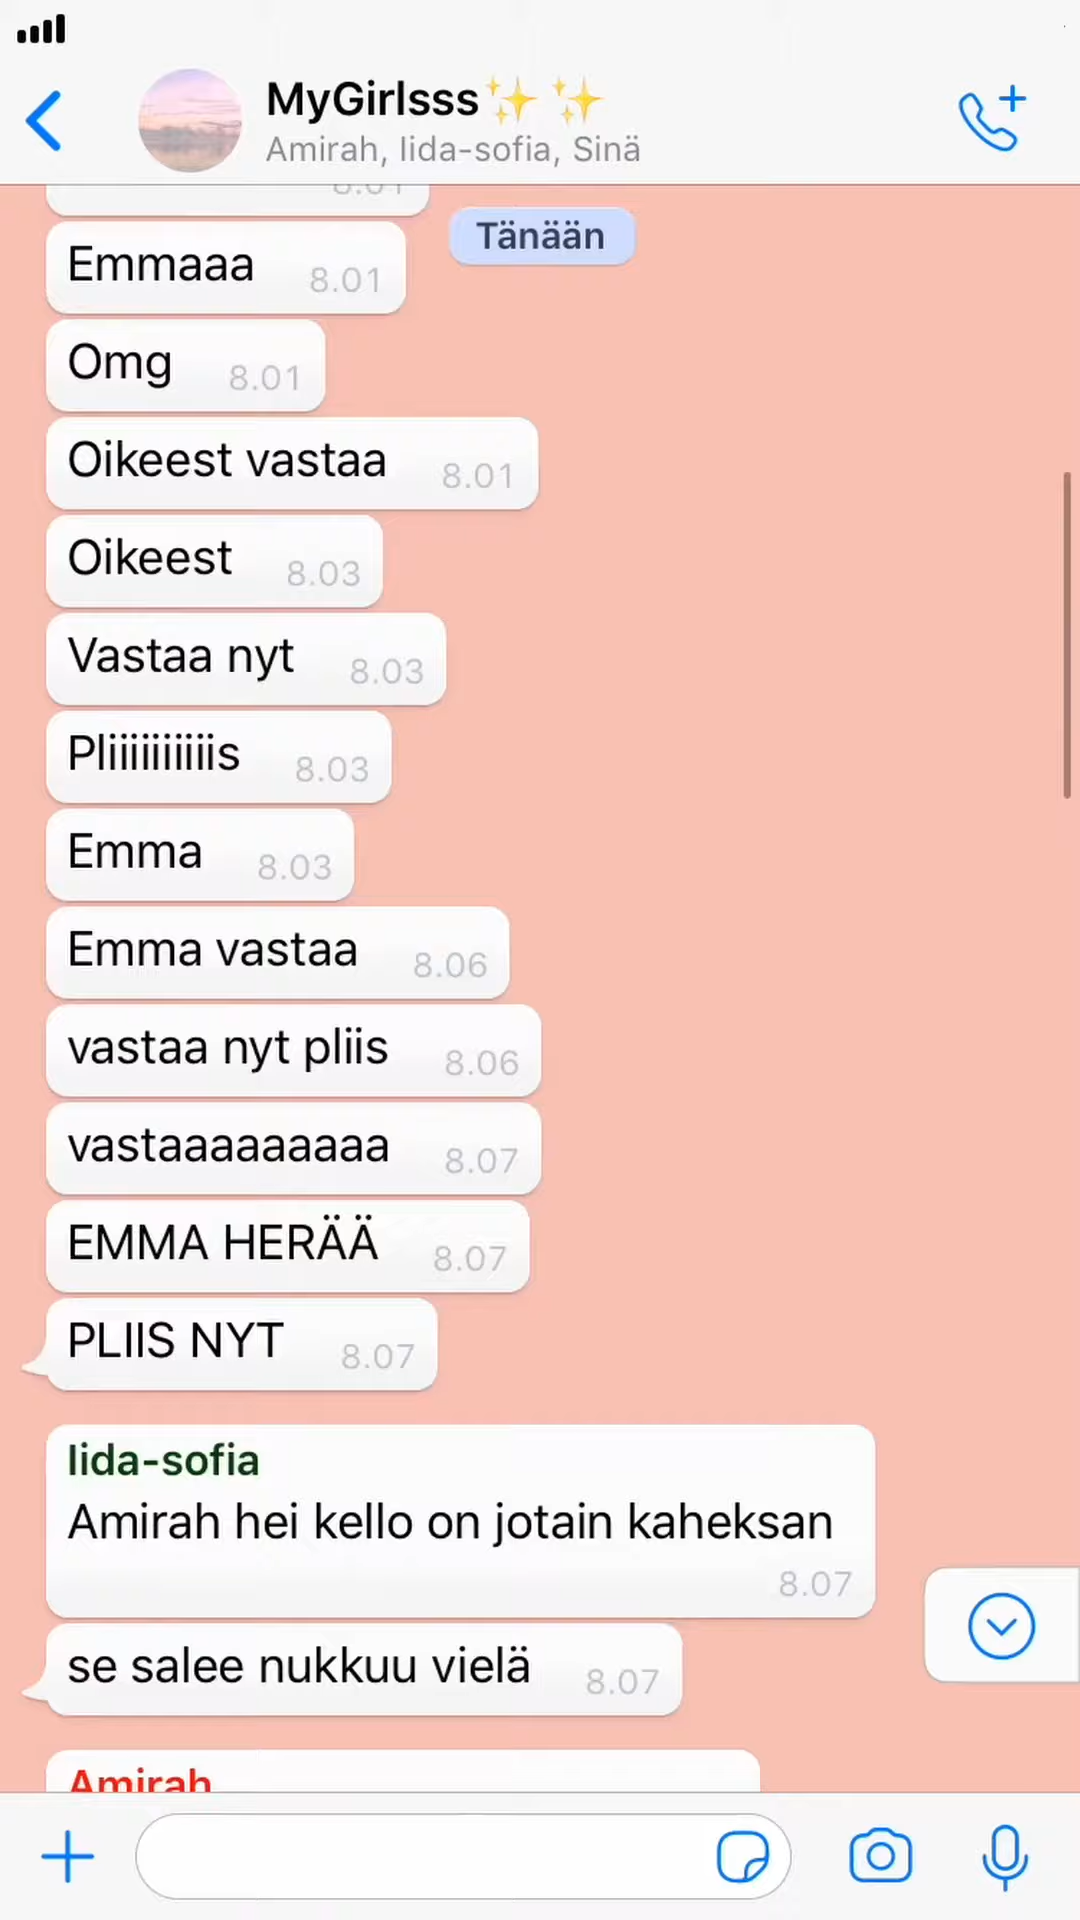 MyGirlsss✨ ✨
Amirah, Iida-sofia, Sinä
8.01
Tänään
Emmaaa 8.01
Omg 8.01
Oikeest vastaa 8.01
Oikeest 8.03
Vastaa nyt 8.03
Pliiiiiiiiiis 8.03
Emma 8.03
Emma vastaa 8.06
vastaa nyt pliis 8.06
vastaaaaaaaaa 8.07
EMMA HERÄÄ 8.07
PLIIS NYT 8.07
Iida-sofia
Amirah hei kello on jotain kaheksan
8.07
se salee nukkuu vielä 8.07
Amirah